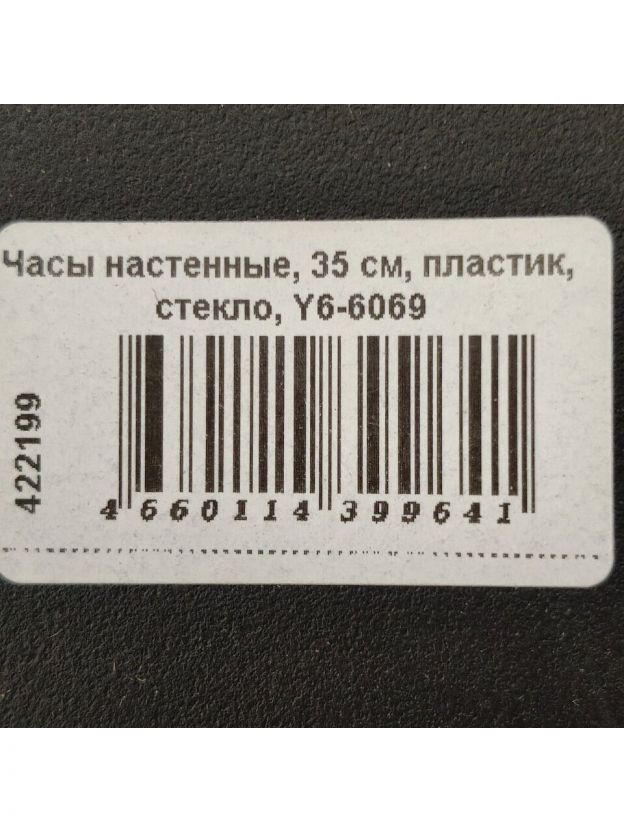 Часы настенные, 35 см, пластик,
стекло, Y6-6069
422199
4 660114 399641